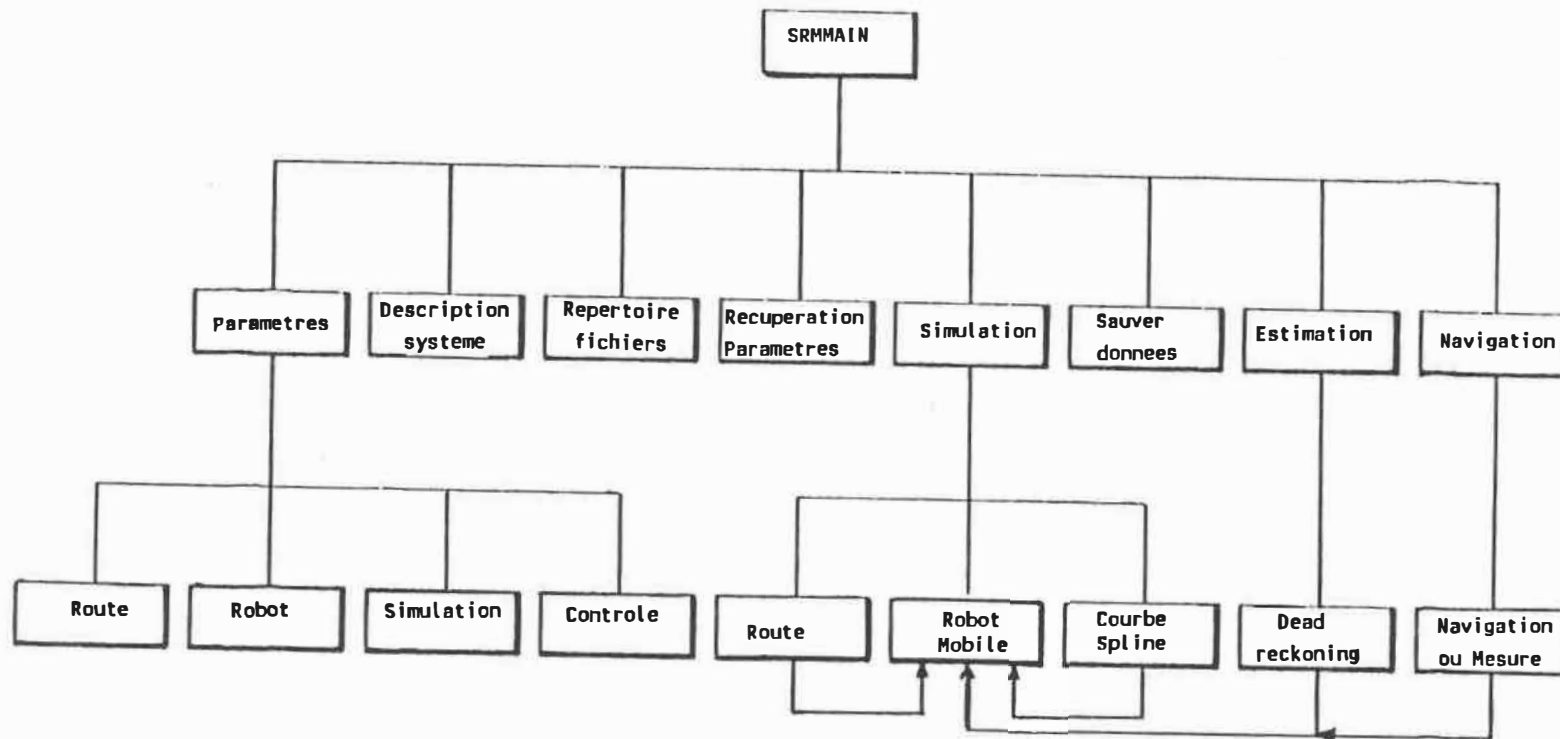 SRMMAIN
Parametres
Description
systeme
Repertoire
fichiers
Recuperation
Parametres
Simulation
Sauver
donnees
Estimation
Navigation
Route
Robot
Simulation
Controle
Route
Robot
Mobile
Courbe
Spline
Dead
reckoning
Navigation
ou Mesure